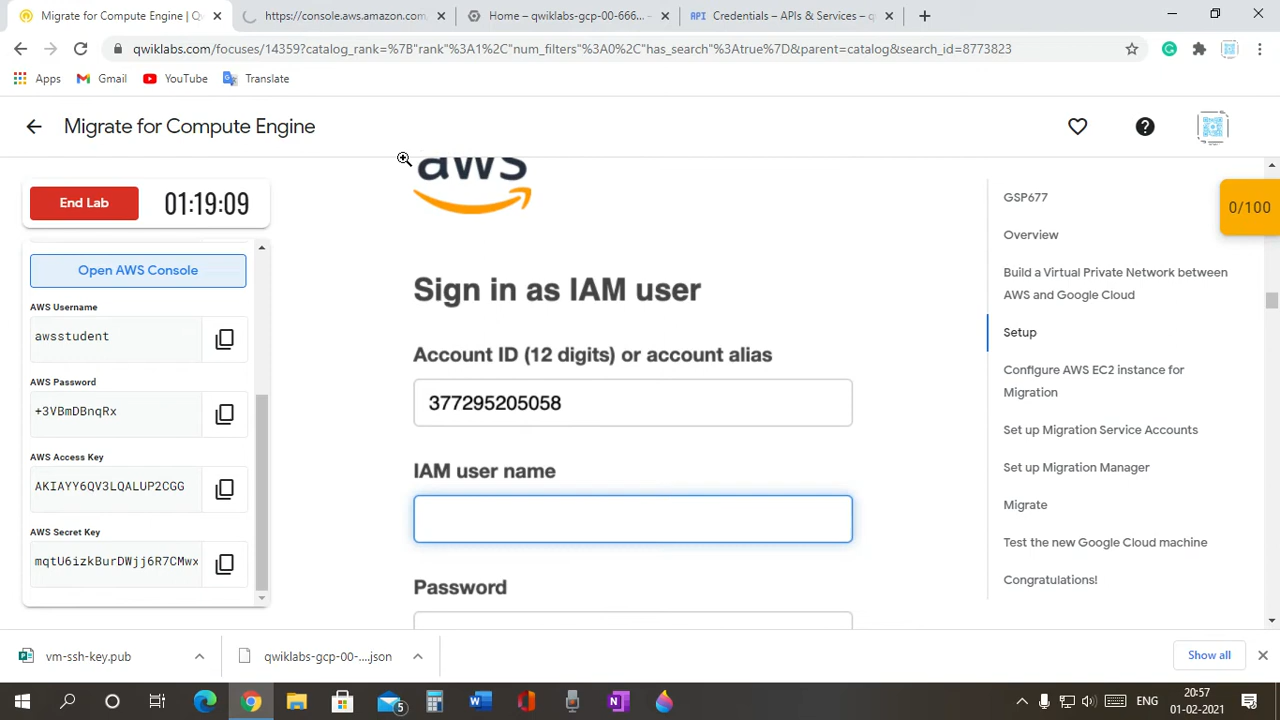 Migrate for Compute Engine | Q
https://console.aws.amazon.com
Home – qwiklabs-gcp-00-666...
API Credentials – APIs & Services – q
qwiklabs.com/focuses/14359?catalog_rank=%7B"rank"%3A1%2C"num_filters"%3A0%2C"has_search"%3Atrue%7D&parent=catalog&search_id=8773823
Apps
Gmail
YouTube
Translate
Migrate for Compute Engine
End Lab
01:19:09
Open AWS Console
AWS Username
awsstudent
AWS Password
+3VBmDBnqRx
AWS Access Key
AKIAYY6QV3LQALUP2CGG
AWS Secret Key
mqtU6izkBurDWjj6R7CMwx
aws
Sign in as IAM user
Account ID (12 digits) or account alias
377295205058
IAM user name
Password
GSP677
Overview
Build a Virtual Private Network between
AWS and Google Cloud
Setup
Configure AWS EC2 instance for
Migration
Set up Migration Service Accounts
Set up Migration Manager
Migrate
Test the new Google Cloud machine
Congratulations!
0/100
vm-ssh-key.pub
qwiklabs-gcp-00-....json
Show all
5
ENG
20:57
01-02-2021